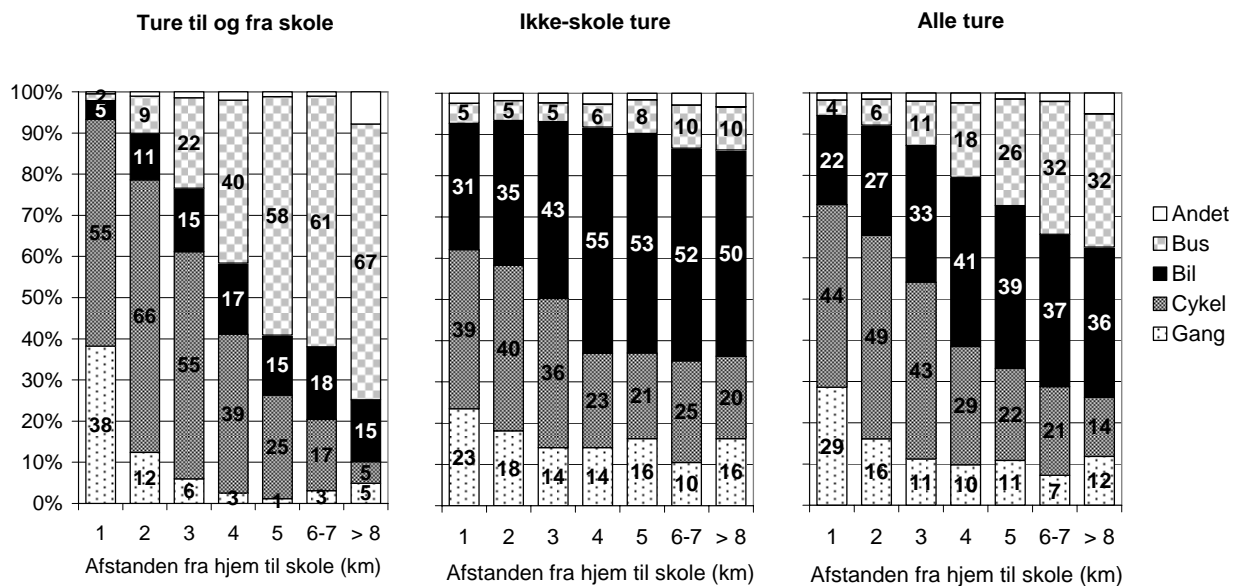 Ture til og fra skole
Ikke-skole ture
Alle ture
100%
90%
80%
70%
60%
50%
40%
30%
20%
10%
0%
2 9 22 40 58 61 67
5 11 15 17 15 18 15
55 66 55 39 25 17 5
38 12 6 3 1 3 5
1 2 3 4 5 6-7 > 8
Afstanden fra hjem til skole (km)
5 5 5 6 8 10 10
31 35 43 55 53 52 50
39 40 36 23 21 25 20
23 18 14 14 16 10 16
1 2 3 4 5 6-7 > 8
Afstanden fra hjem til skole (km)
4 6 11 18 26 32 32
22 27 33 41 39 37 36
44 49 43 29 22 21 14
29 16 11 10 11 7 12
1 2 3 4 5 6-7 > 8
Afstanden fra hjem til skole (km)
Andet
Bus
Bil
Cykel
Gang